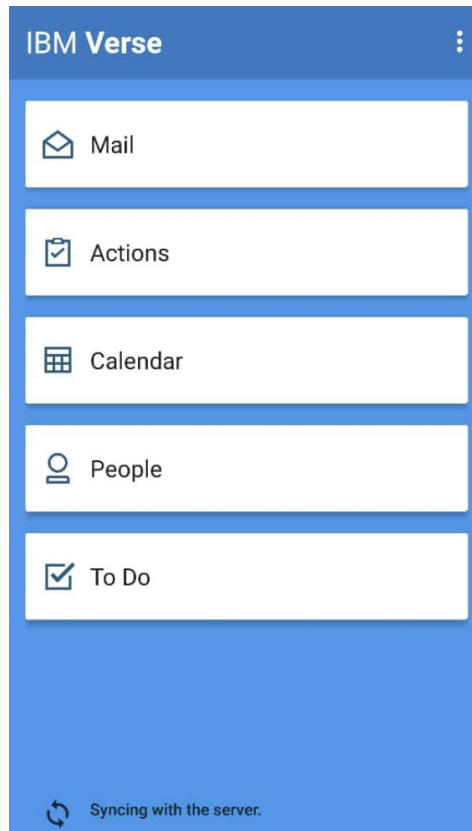 IBM Verse
Mail
Actions
Calendar
People
To Do
Syncing with the server.